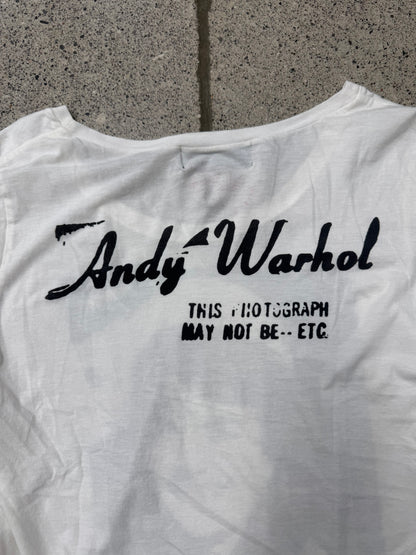 Andy Warhol
THIS PHOTOGRAPH
MAY NOT BE-- ETC.